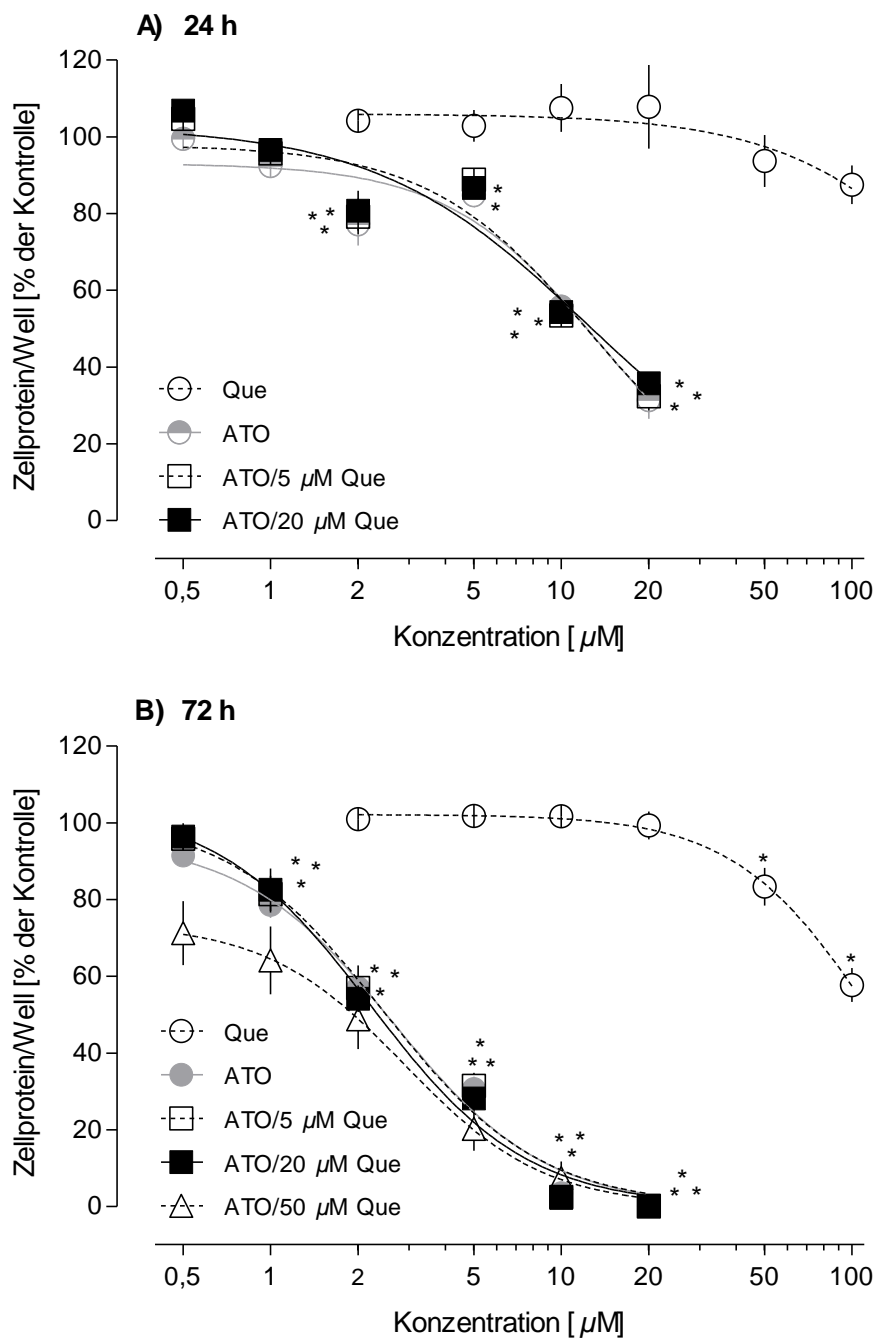 A) 24 h
Zellprotein/Well [% der Kontrolle]
120
100
80
60
40
20
0
* *
*
*
*
* *
*
* *
*
Que
ATO
ATO/5 µM Que
ATO/20 µM Que
0,5 1 2 5 10 20 50 100
Konzentration [ µM]
B) 72 h
Zellprotein/Well [% der Kontrolle]
120
100
80
60
40
20
0
* *
*
*
*
* *
*
*
* *
* *
*
*
* *
Que
ATO
ATO/5 µM Que
ATO/20 µM Que
ATO/50 µM Que
0,5 1 2 5 10 20 50 100
Konzentration [ µM]